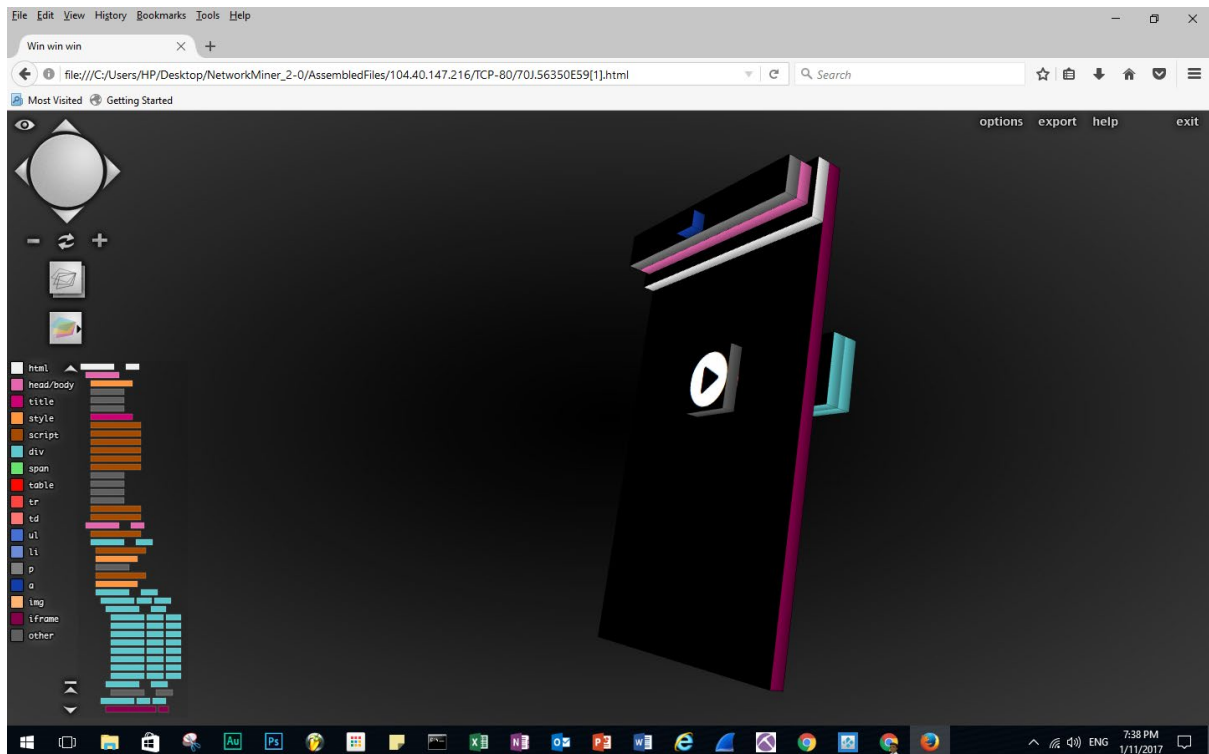 File Edit View History Bookmarks Tools Help
Win win win
file:///C:/Users/HP/Desktop/NetworkMiner_2-0/AssembledFiles/104.40.147.216/TCP-80/70J.56350E59[1].html
Search
Most Visited Getting Started
options export help exit
html
head/body
title
style
script
div
span
table
tr
td
ul
li
p
a
img
iframe
other
Au Ps
ENG
7:38 PM
1/11/2017